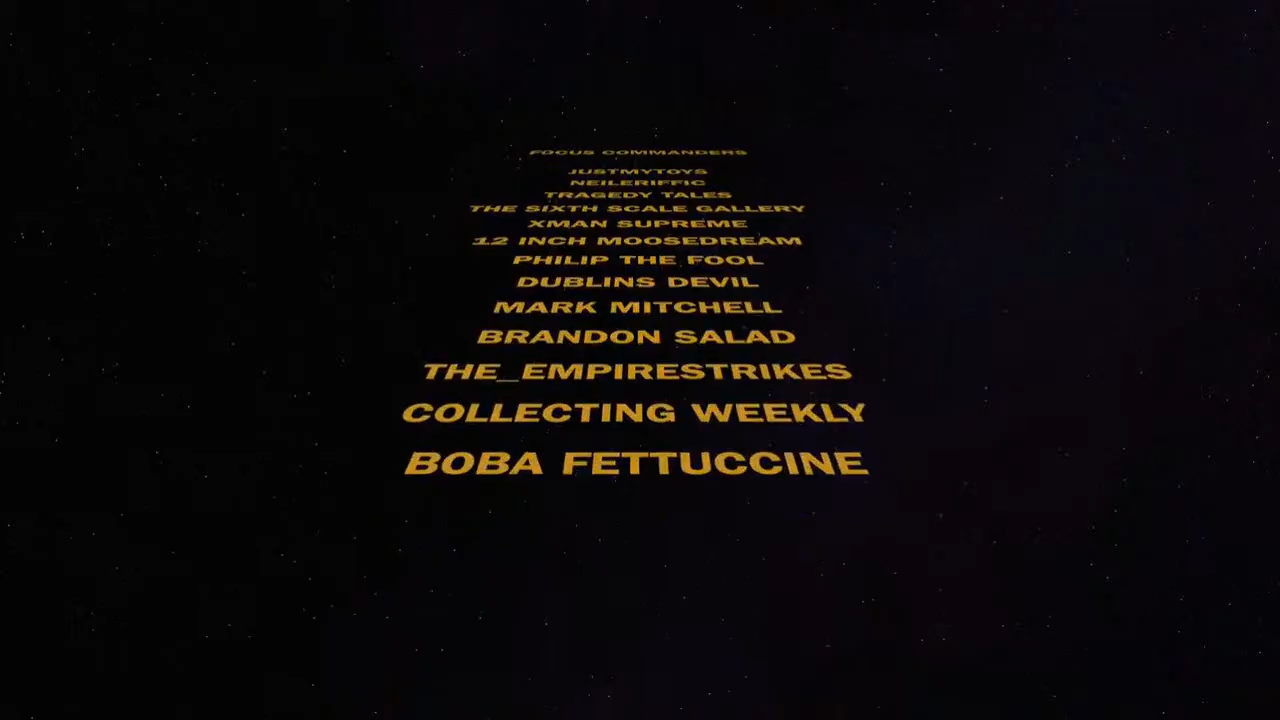 FOCUS COMMANDERS
JUSTMYTOYS
NEILERIFFIC
TRAGEDY TALES
THE SIXTH SCALE GALLERY
XMAN SUPREME
12 INCH MOOSEDREAM
PHILIP THE FOOL
DUBLINS DEVIL
MARK MITCHELL
BRANDON SALAD
THE_EMPIRESTRIKES
COLLECTING WEEKLY
BOBA FETTUCCINE